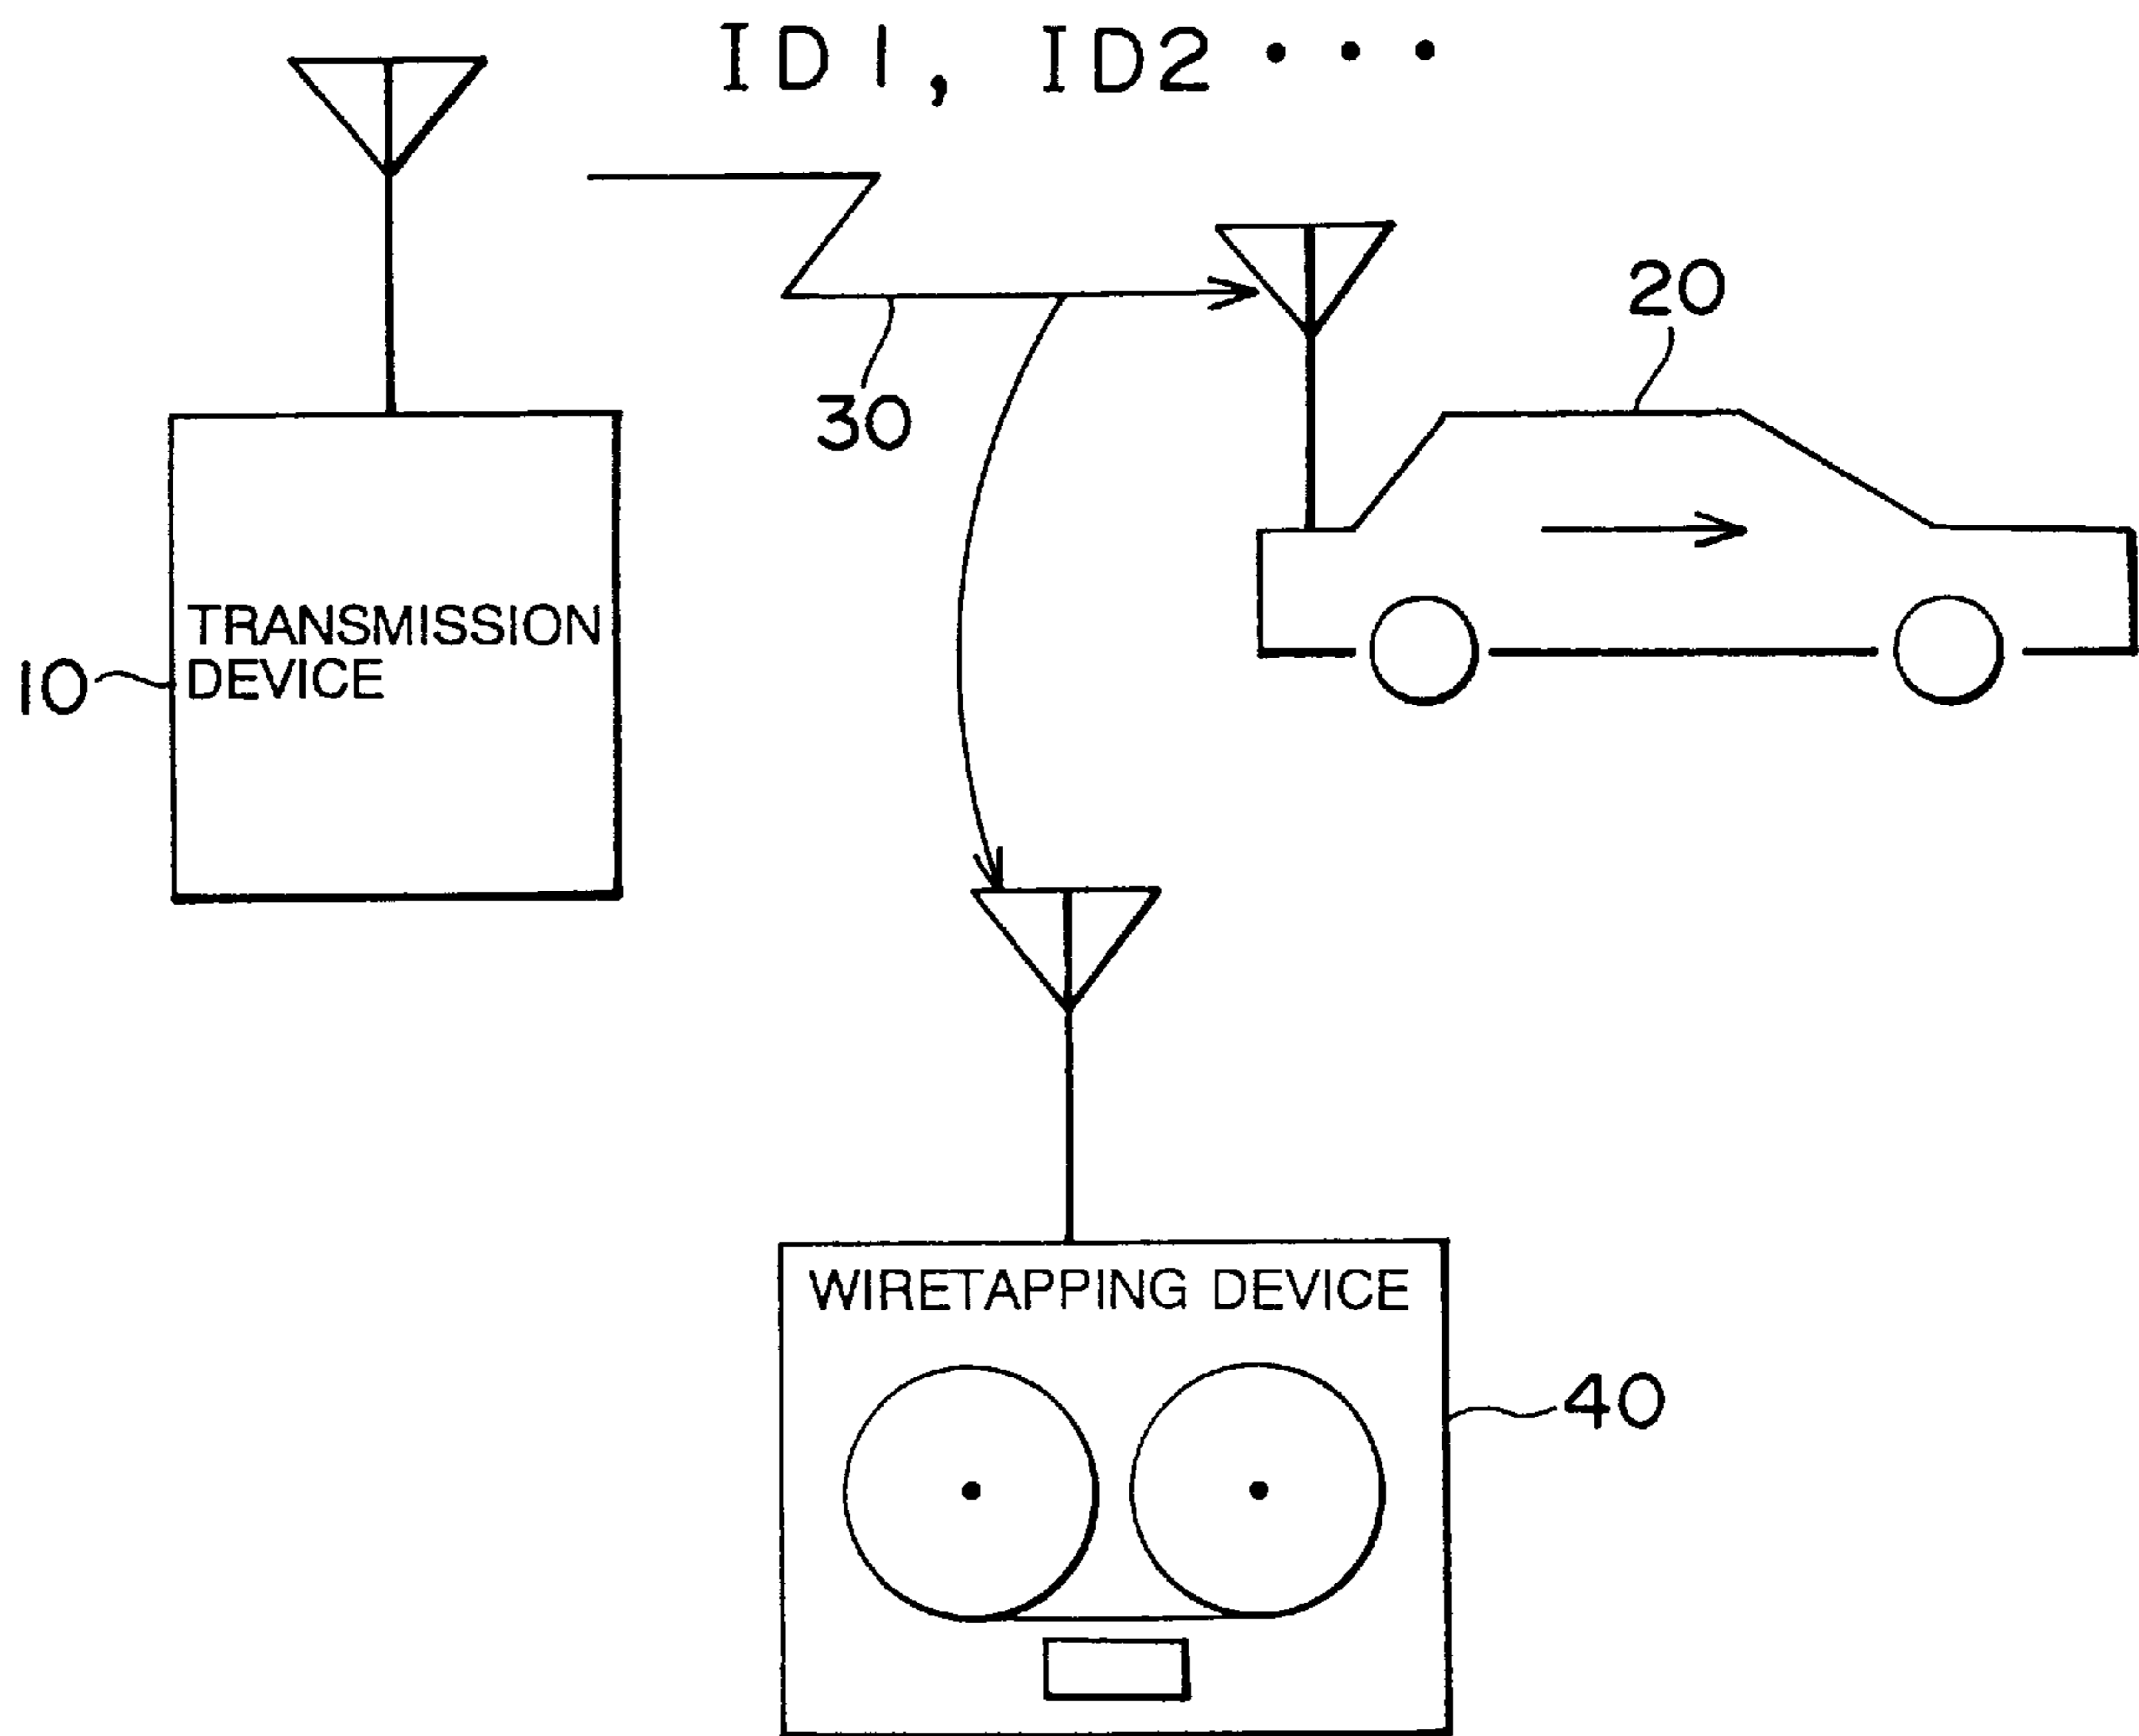 ID1, ID2 • • •
20
30
TRANSMISSION
DEVICE
10
WIRETAPPING DEVICE
40